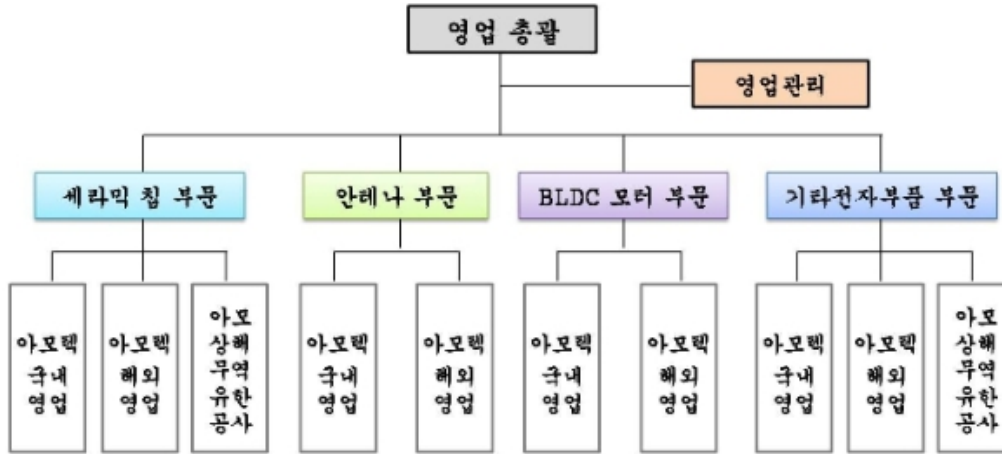 영업 총괄
영업관리
세라믹 칩 부문
안테나 부문
BLDC 모터 부문
기타전자부품 부문
아모텍
국내
영업
아모텍
해외
영업
아모
상해
무역
유한
공사
아모텍
국내
영업
아모텍
해외
영업
아모텍
국내
영업
아모텍
해외
영업
아모텍
국내
영업
아모텍
해외
영업
아모
상해
무역
유한
공사